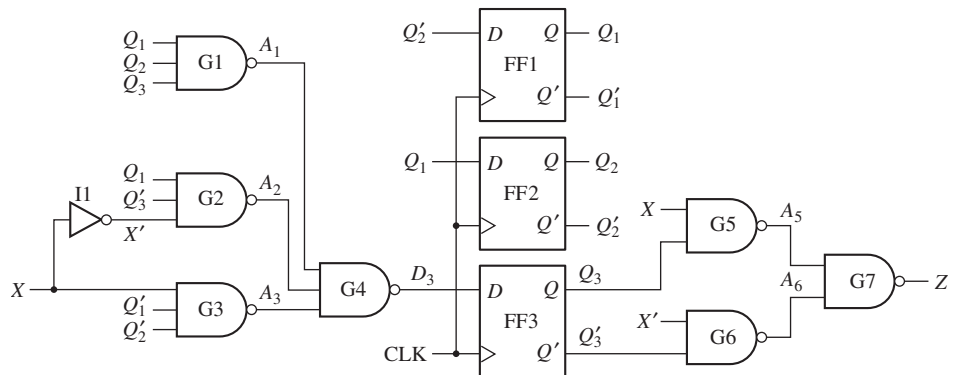 Q₁
Q₂
Q₃
G1
A₁
Q₁
Q₃′
X′
I1
G2
A₂
X
Q₁′
Q₂′
G3
A₃
G4
D₃
Q₂′
D
Q
Q₁
FF1
Q′
Q₁′
Q₁
D
Q
Q₂
FF2
Q′
Q₂′
D
Q
Q₃
FF3
Q′
Q₃′
CLK
X
G5
A₅
X′
G6
A₆
G7
Z